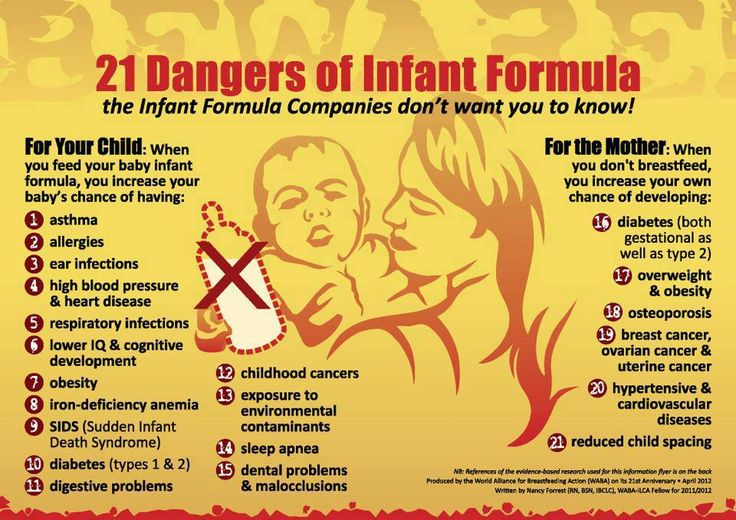 BEWARE
21 Dangers of Infant Formula
the Infant Formula Companies don't want you to know!
For Your Child: When
you feed your baby infant
formula, you increase your
baby's chance of having:
1 asthma
2 allergies
3 ear infections
4 high blood pressure
& heart disease
5 respiratory infections
6 lower IQ & cognitive
development
7 obesity
8 iron-deficiency anemia
9 SIDS (Sudden Infant
Death Syndrome)
10 diabetes (types 1 & 2)
11 digestive problems
12 childhood cancers
13 exposure to
environmental
contaminants
14 sleep apnea
15 dental problems
& malocclusions
For the Mother: When
you don't breastfeed,
you increase your own
chance of developing:
16 diabetes (both
gestational as
well as type 2)
17 overweight
& obesity
18 osteoporosis
19 breast cancer,
ovarian cancer &
uterine cancer
20 hypertensive &
cardiovascular
diseases
21 reduced child spacing
NB: References of the evidence-based research used for this information flyer is on the back
Produced by the World Alliance for Breastfeeding Action (WABA) on its 21st Anniversary • April 2012
Written by Nancy Forrest (RN, BSN, IBCLC), WABA-ILCA Fellow for 2011/2012